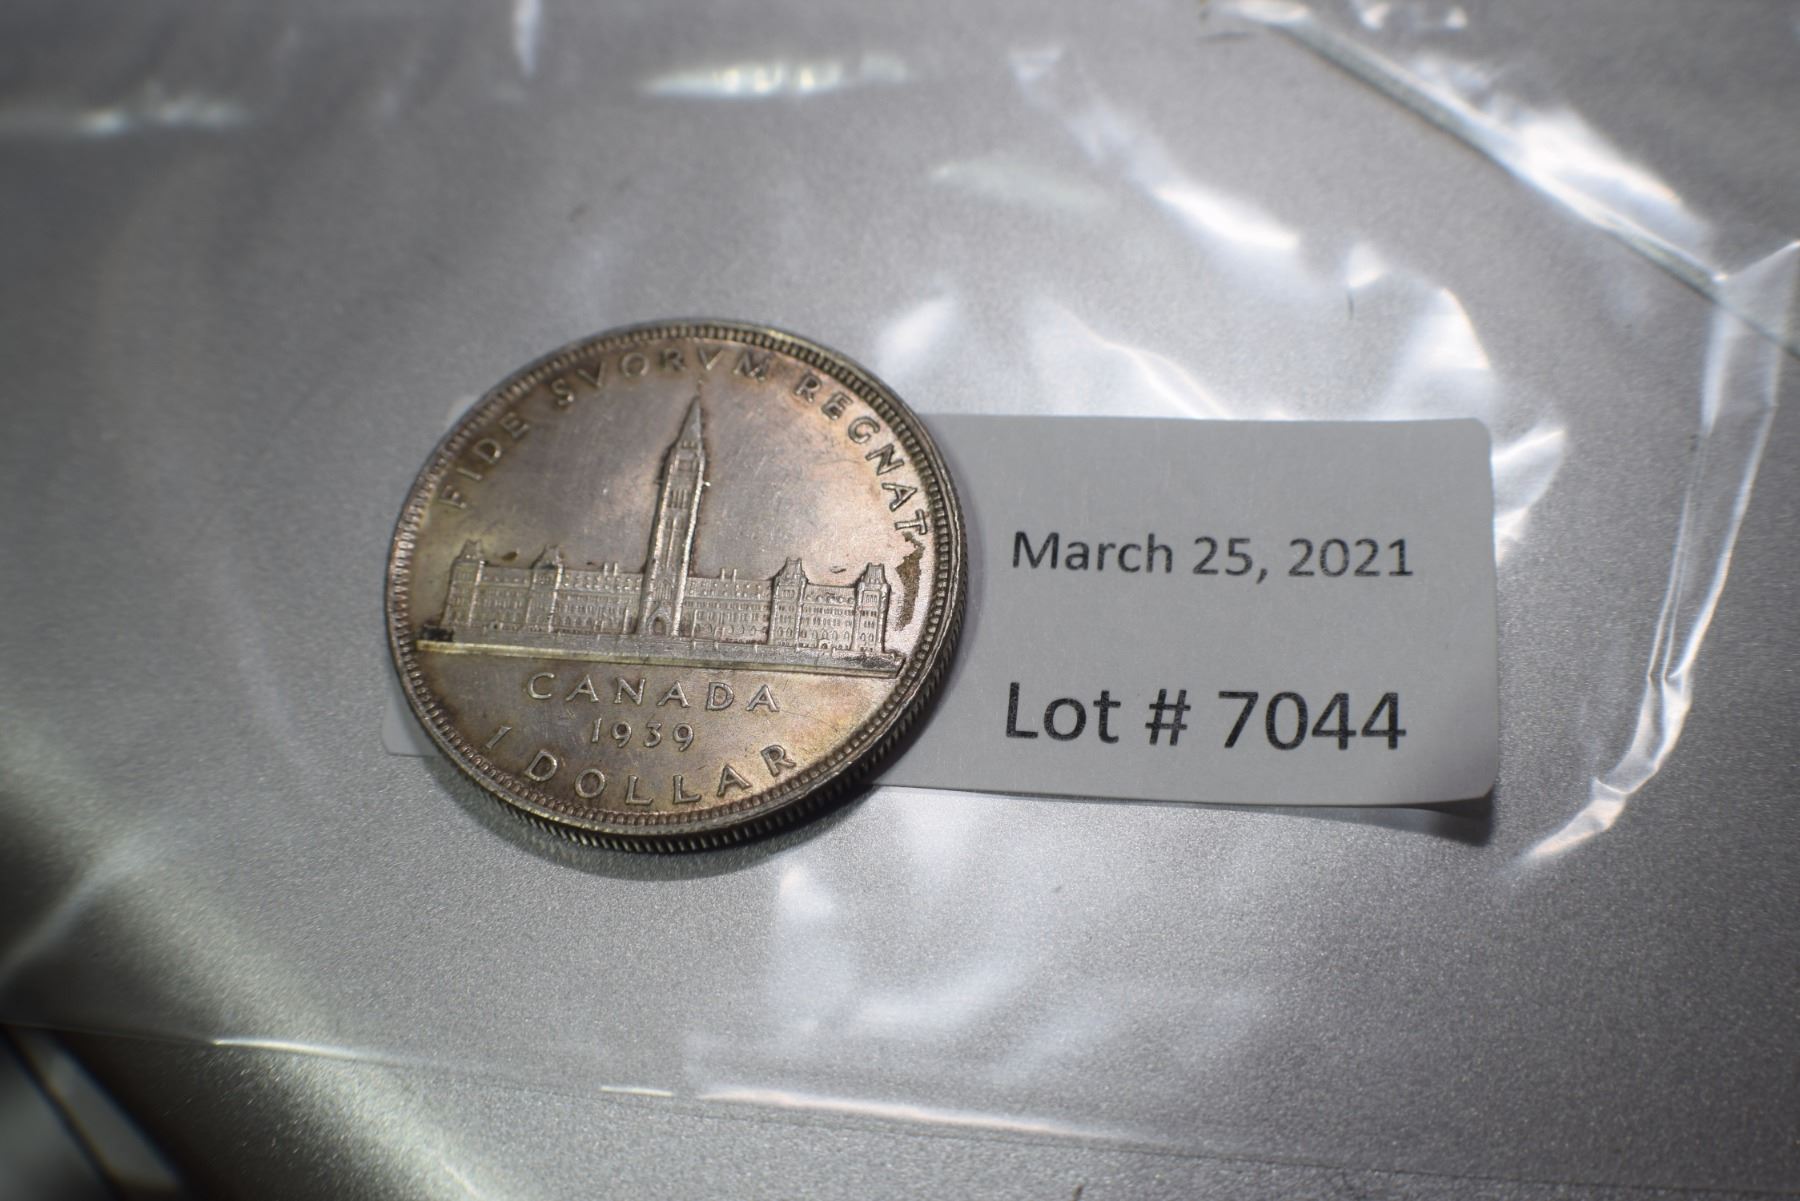 FIDE SVORVM REGNAT
CANADA
1939
1 DOLLAR
March 25, 2021
Lot # 7044